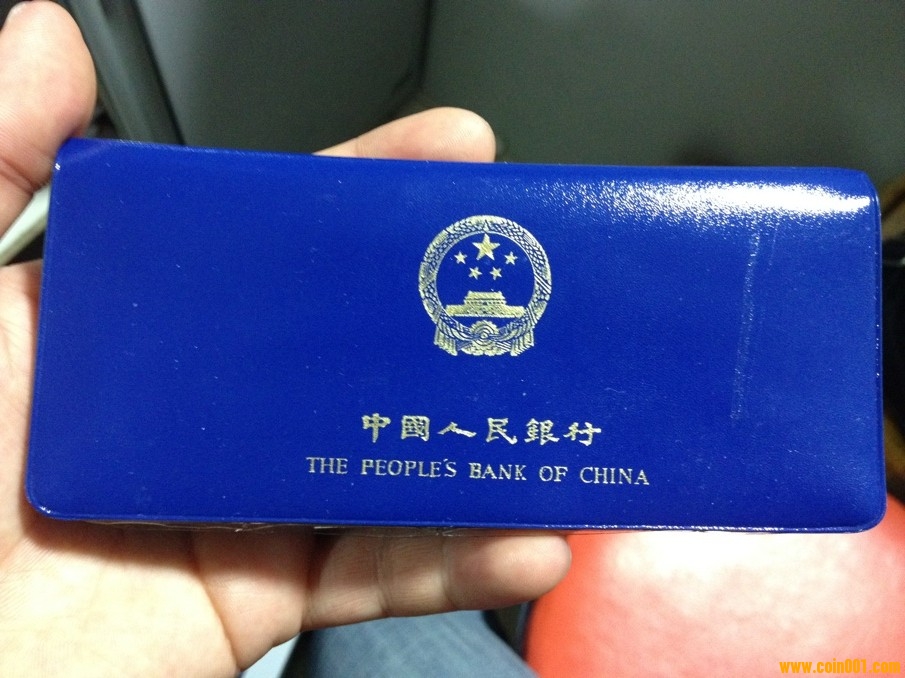 中國人民銀行
THE PEOPLE'S BANK OF CHINA
www.coin001.com